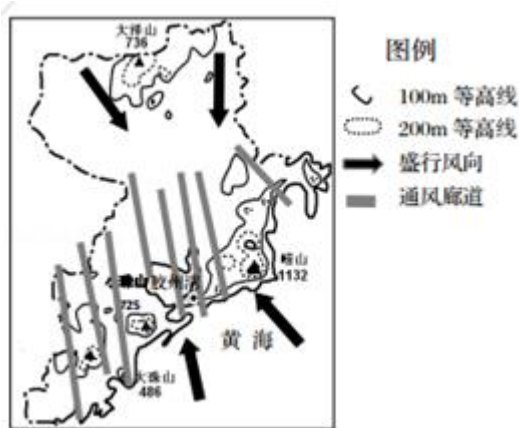 大泽山
736
图例
100m 等高线
200m 等高线
盛行风向
通风廊道
崂山
1132
胶州湾
725
黄 海
大珠山
486